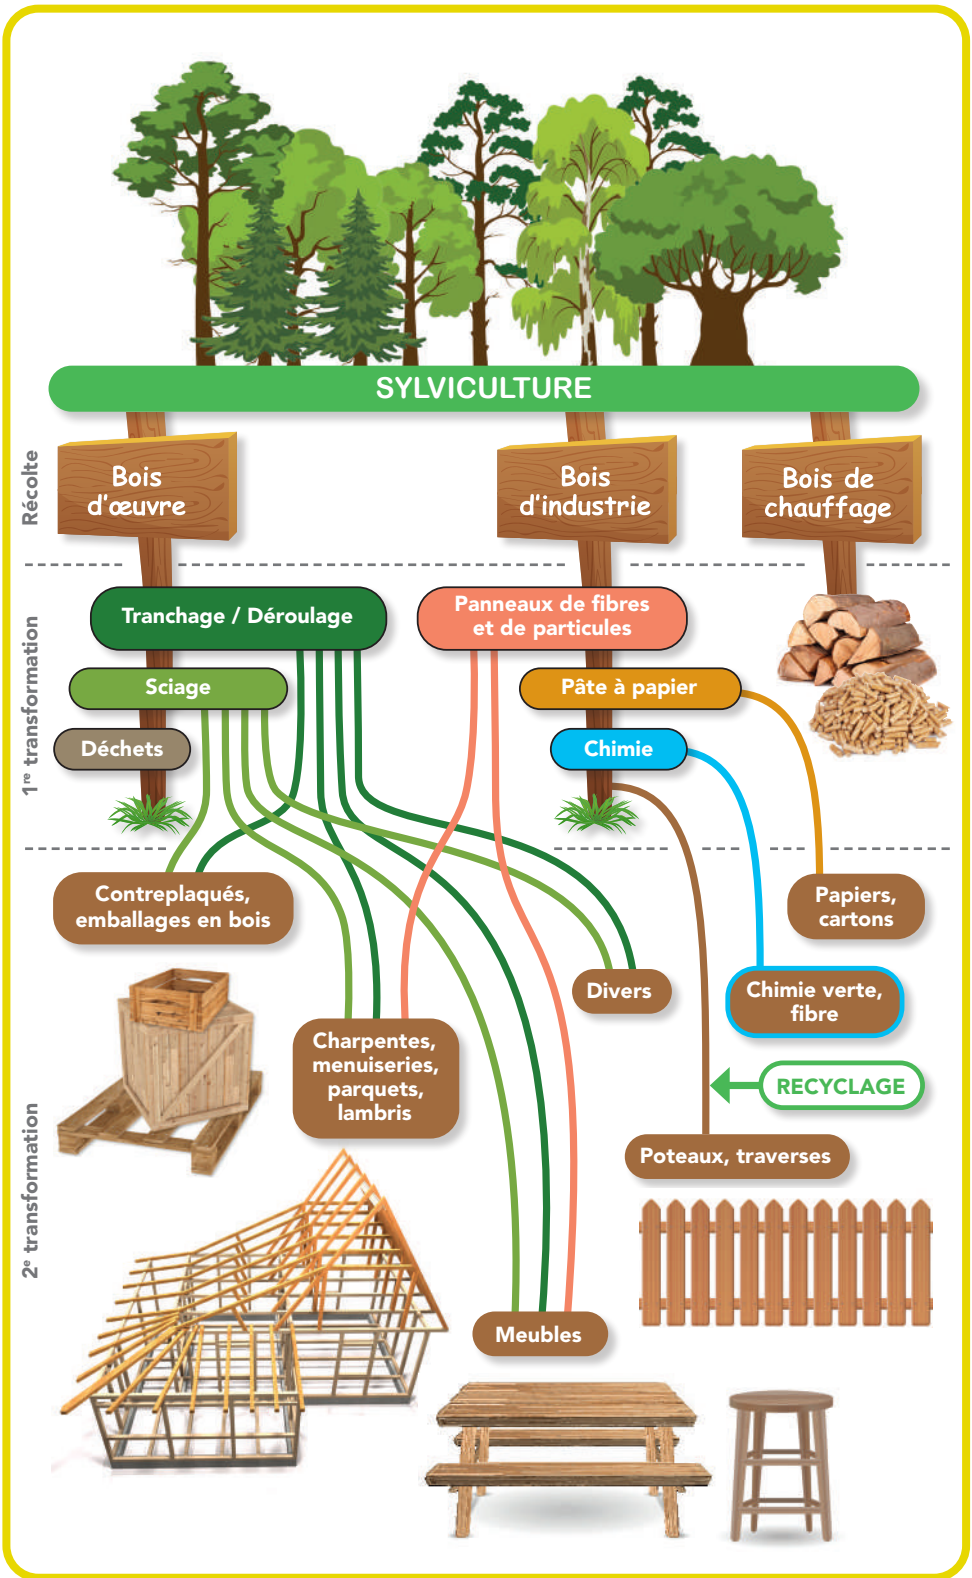 SYLVICULTURE
Récolte
Bois
d'œuvre
Bois
d'industrie
Bois de
chauffage
1re transformation
Tranchage / Déroulage
Panneaux de fibres
et de particules
Sciage
Pâte à papier
Déchets
Chimie
2e transformation
Contreplaqués,
emballages en bois
Papiers,
cartons
Divers
Chimie verte,
fibre
Charpentes,
menuiseries,
parquets,
lambris
RECYCLAGE
Poteaux, traverses
Meubles